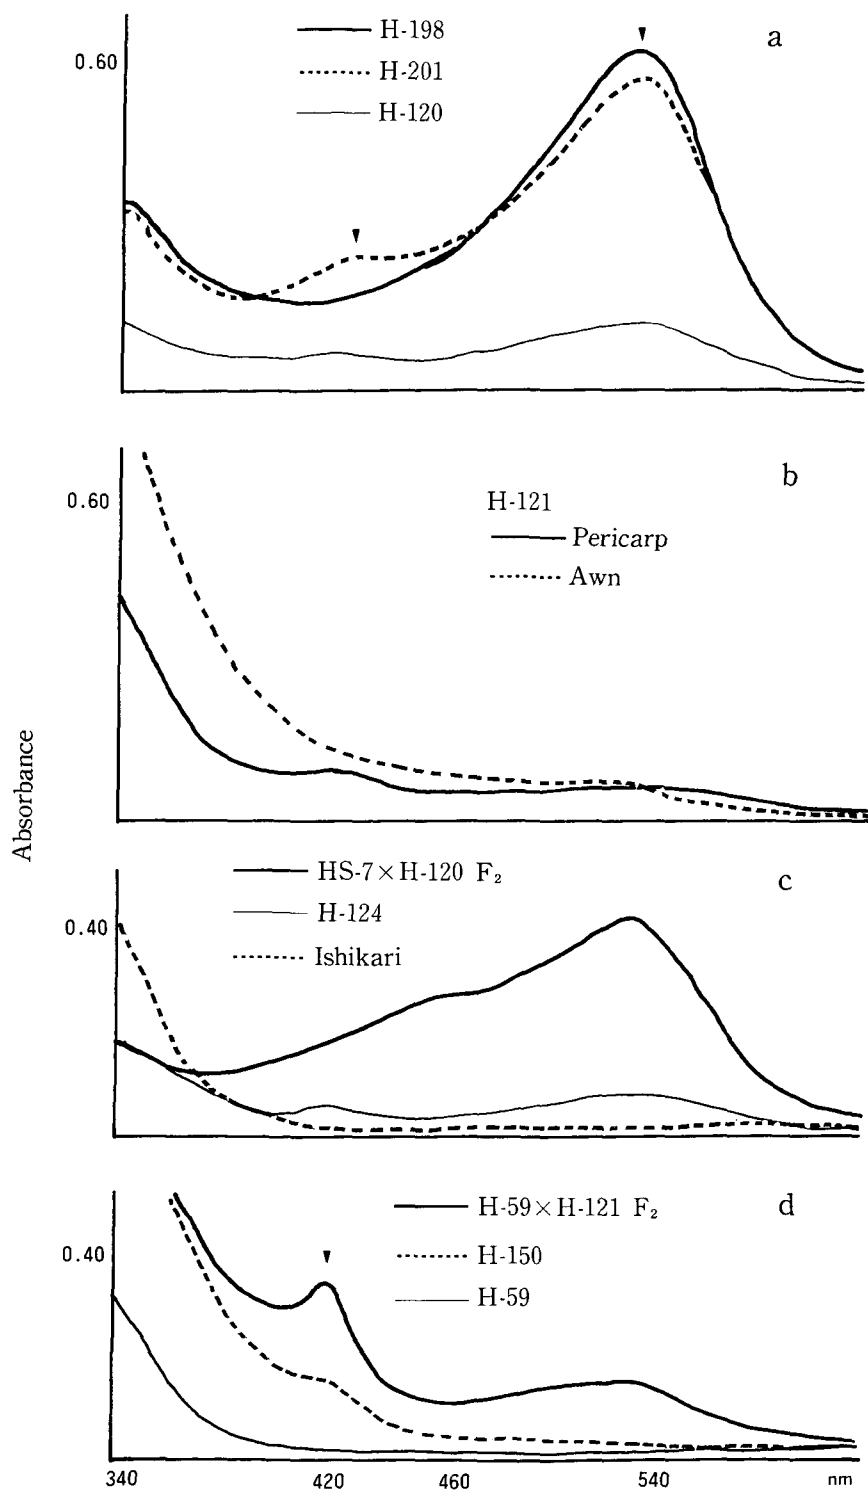 a
H-198
0.60
H-201
H-120
b
0.60
H-121
Pericarp
Awn
Absorbance
c
HS-7×H-120 F₂
0.40
H-124
Ishikari
d
H-59×H-121 F₂
0.40
H-150
H-59
340 420 460 540 nm